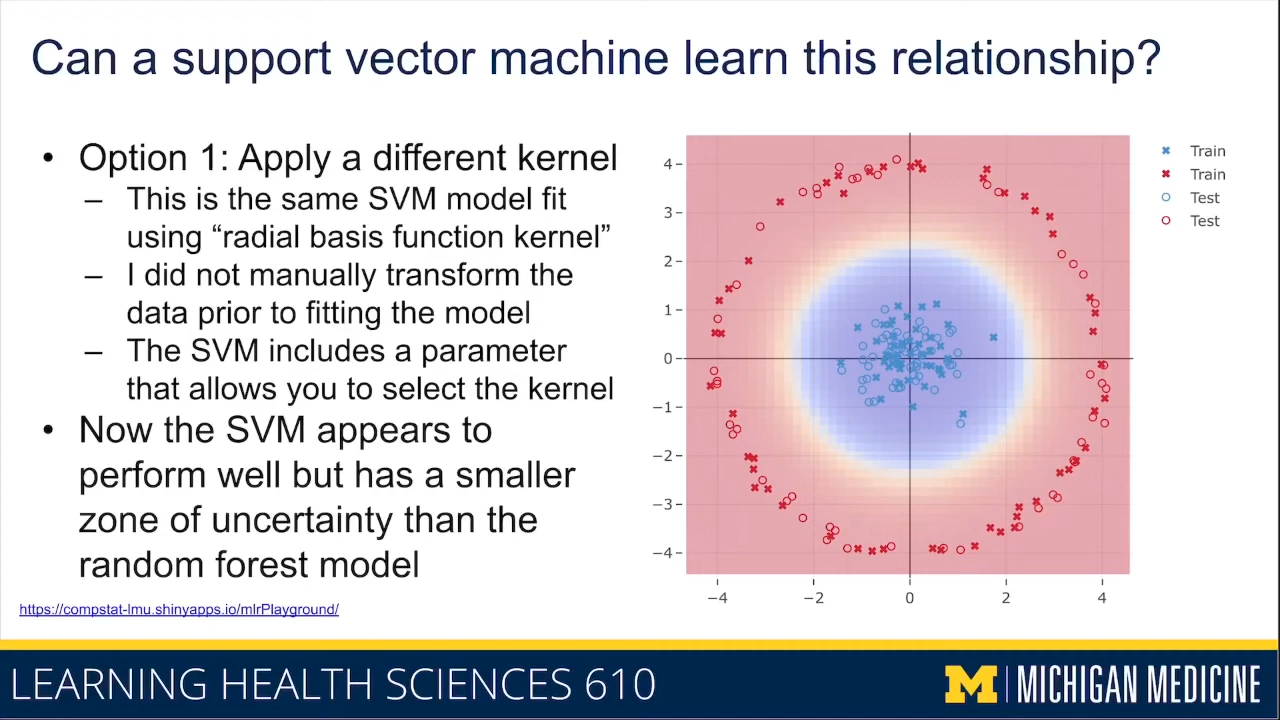 Can a support vector machine learn this relationship?
• Option 1: Apply a different kernel
– This is the same SVM model fit
using “radial basis function kernel”
– I did not manually transform the
data prior to fitting the model
– The SVM includes a parameter
that allows you to select the kernel
• Now the SVM appears to
perform well but has a smaller
zone of uncertainty than the
random forest model
https://compstat-lmu.shinyapps.io/mlrPlayground/
4
3
2
1
0
−1
−2
−3
−4
−4 −2 0 2 4
Train
Train
Test
Test
LEARNING HEALTH SCIENCES 610
M MICHIGAN MEDICINE